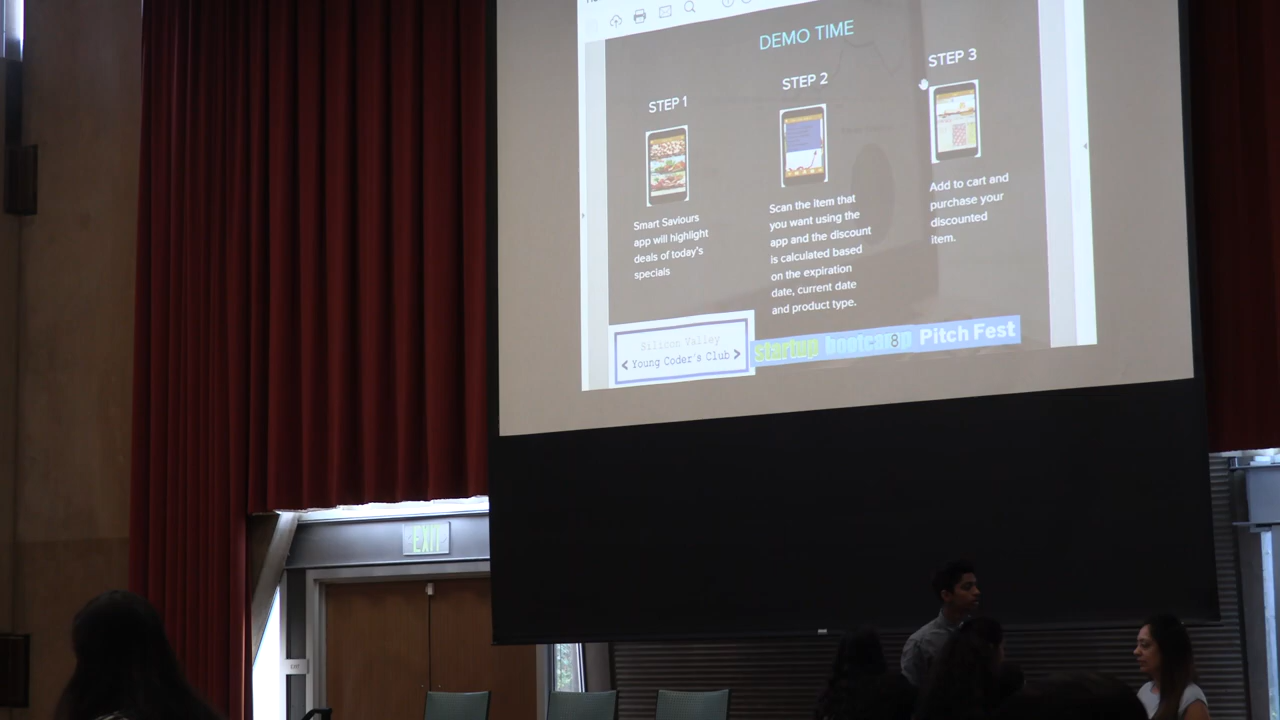 DEMO TIME
STEP 1
Smart Saviours
app will highlight
deals of today's
specials
STEP 2
Scan the item that
you want using the
app and the discount
is calculated based
on the expiration
date, current date
and product type.
STEP 3
Add to cart and
purchase your
discounted
item.
Silicon Valley
< Young Coder's Club >
startup bootcamp Pitch Fest
8
EXIT